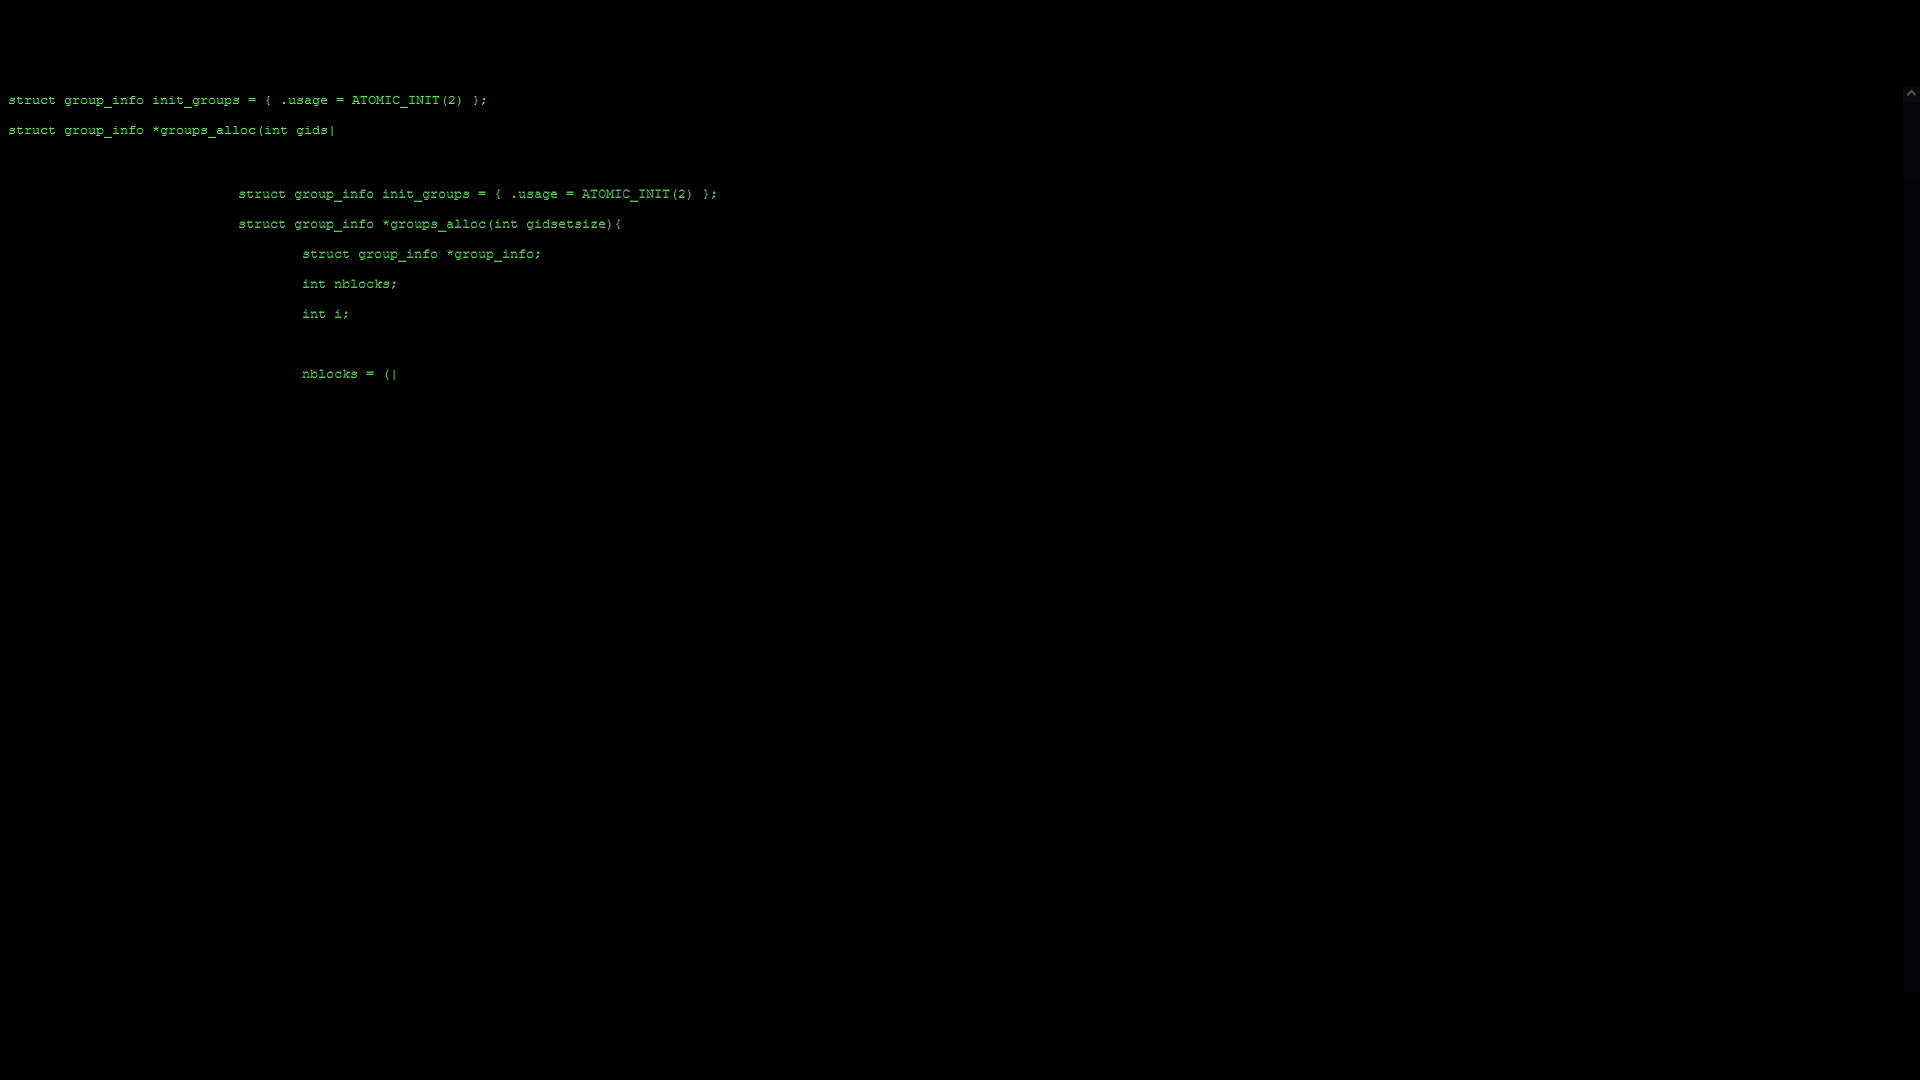 struct group_info init_groups = { .usage = ATOMIC_INIT(2) };
struct group_info *groups_alloc(int gids|
struct group_info init_groups = { .usage = ATOMIC_INIT(2) };
struct group_info *groups_alloc(int gidsetsize){
struct group_info *group_info;
int nblocks;
int i;
nblocks = (|